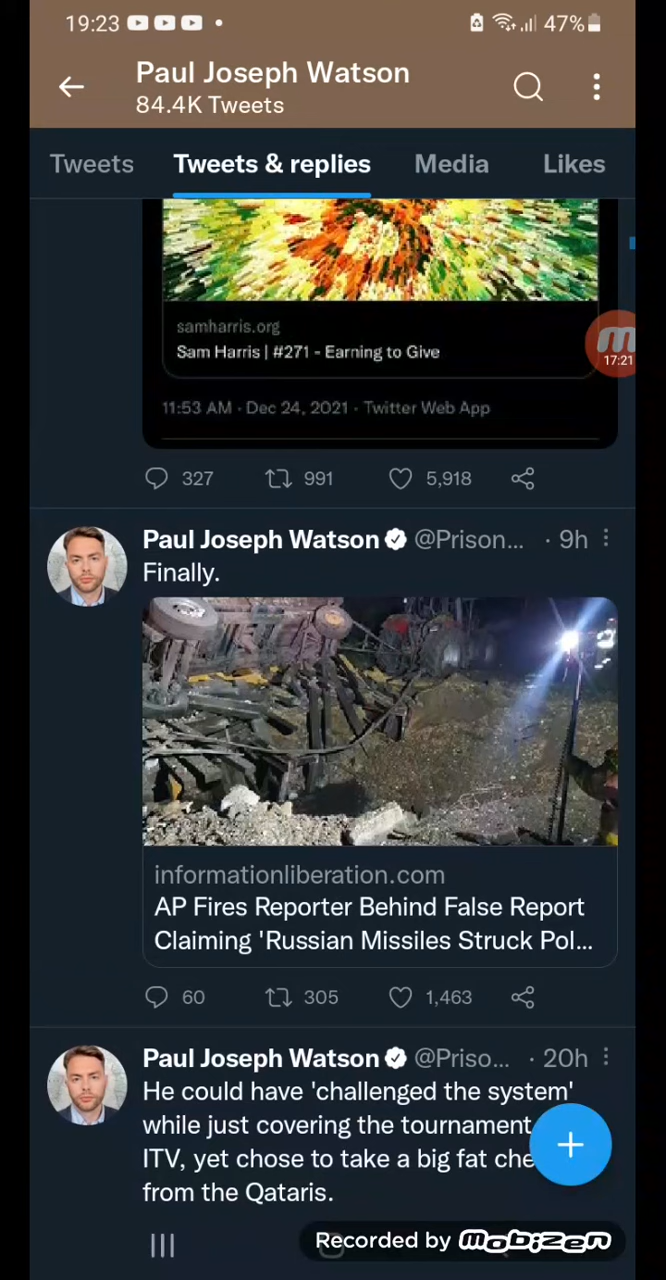 19:23 47%
Paul Joseph Watson
84.4K Tweets
Tweets Tweets & replies Media Likes
samharris.org
Sam Harris | #271 - Earning to Give
17:21
11:53 AM · Dec 24, 2021 · Twitter Web App
327 991 5,918
Paul Joseph Watson @Prison... · 9h
Finally.
informationliberation.com
AP Fires Reporter Behind False Report
Claiming 'Russian Missiles Struck Pol...
60 305 1,463
Paul Joseph Watson @Priso... · 20h
He could have 'challenged the system'
while just covering the tournament
ITV, yet chose to take a big fat che
from the Qataris.
Recorded by mobizen